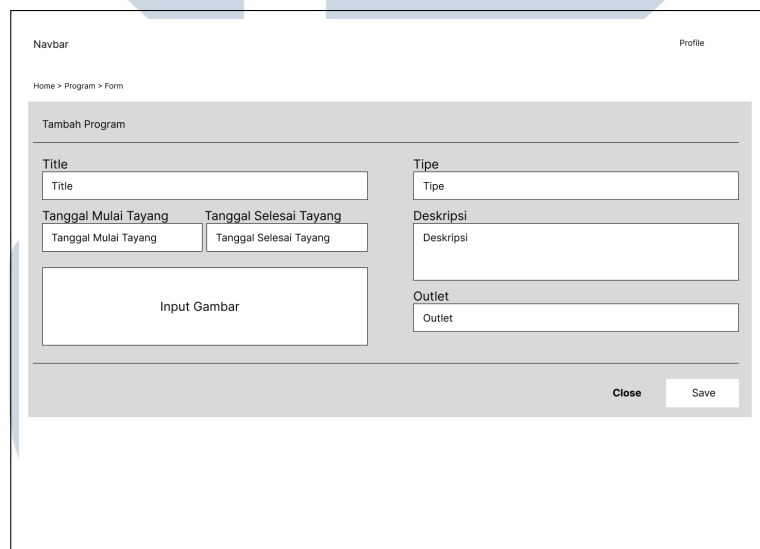 Navbar
Profile
Home > Program > Form
Tambah Program
Title
Title
Tanggal Mulai Tayang
Tanggal Selesai Tayang
Tanggal Mulai Tayang
Tanggal Selesai Tayang
Input Gambar
Tipe
Tipe
Deskripsi
Deskripsi
Outlet
Outlet
Close
Save